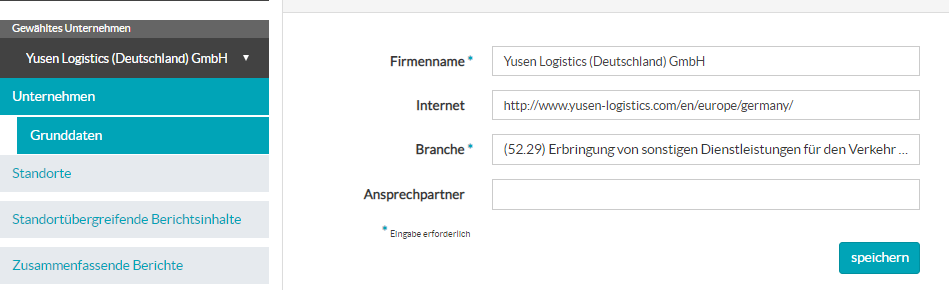 Gewähltes Unternehmen
Yusen Logistics (Deutschland) GmbH ▼
Unternehmen
Grunddaten
Standorte
Standortübergreifende Berichtsinhalte
Zusammenfassende Berichte
Firmenname * Yusen Logistics (Deutschland) GmbH
Internet http://www.yusen-logistics.com/en/europe/germany/
Branche * (52.29) Erbringung von sonstigen Dienstleistungen für den Verkehr ...
Ansprechpartner
* Eingabe erforderlich
speichern